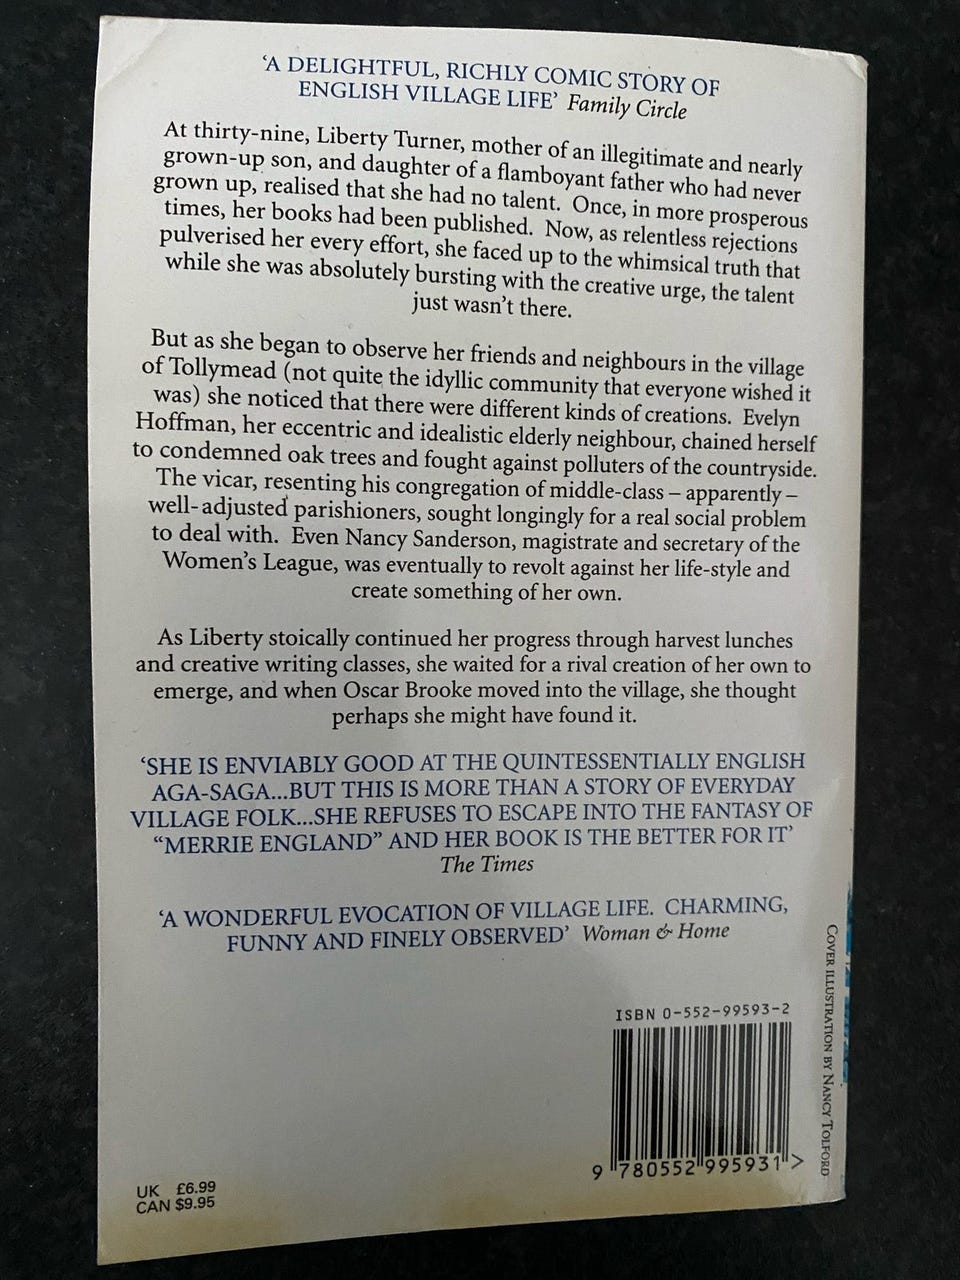 ‘A DELIGHTFUL, RICHLY COMIC STORY OF
ENGLISH VILLAGE LIFE’ Family Circle
At thirty-nine, Liberty Turner, mother of an illegitimate and nearly
grown-up son, and daughter of a flamboyant father who had never
grown up, realised that she had no talent. Once, in more prosperous
times, her books had been published. Now, as relentless rejections
pulverised her every effort, she faced up to the whimsical truth that
while she was absolutely bursting with the creative urge, the talent
just wasn’t there.
But as she began to observe her friends and neighbours in the village
of Tollymead (not quite the idyllic community that everyone wished it
was) she noticed that there were different kinds of creations. Evelyn
Hoffman, her eccentric and idealistic elderly neighbour, chained herself
to condemned oak trees and fought against polluters of the countryside.
The vicar, resenting his congregation of middle-class – apparently –
well-adjusted parishioners, sought longingly for a real social problem
to deal with. Even Nancy Sanderson, magistrate and secretary of the
Women’s League, was eventually to revolt against her life-style and
create something of her own.
As Liberty stoically continued her progress through harvest lunches
and creative writing classes, she waited for a rival creation of her own to
emerge, and when Oscar Brooke moved into the village, she thought
perhaps she might have found it.
‘SHE IS ENVIABLY GOOD AT THE QUINTESSENTIALLY ENGLISH
AGA-SAGA...BUT THIS IS MORE THAN A STORY OF EVERYDAY
VILLAGE FOLK...SHE REFUSES TO ESCAPE INTO THE FANTASY OF
“MERRIE ENGLAND” AND HER BOOK IS THE BETTER FOR IT’
The Times
‘A WONDERFUL EVOCATION OF VILLAGE LIFE. CHARMING,
FUNNY AND FINELY OBSERVED’ Woman & Home
COVER ILLUSTRATION BY NANCY TOLFORD
ISBN 0-552-99593-2
9 780552 995931 >
UK £6.99
CAN $9.95